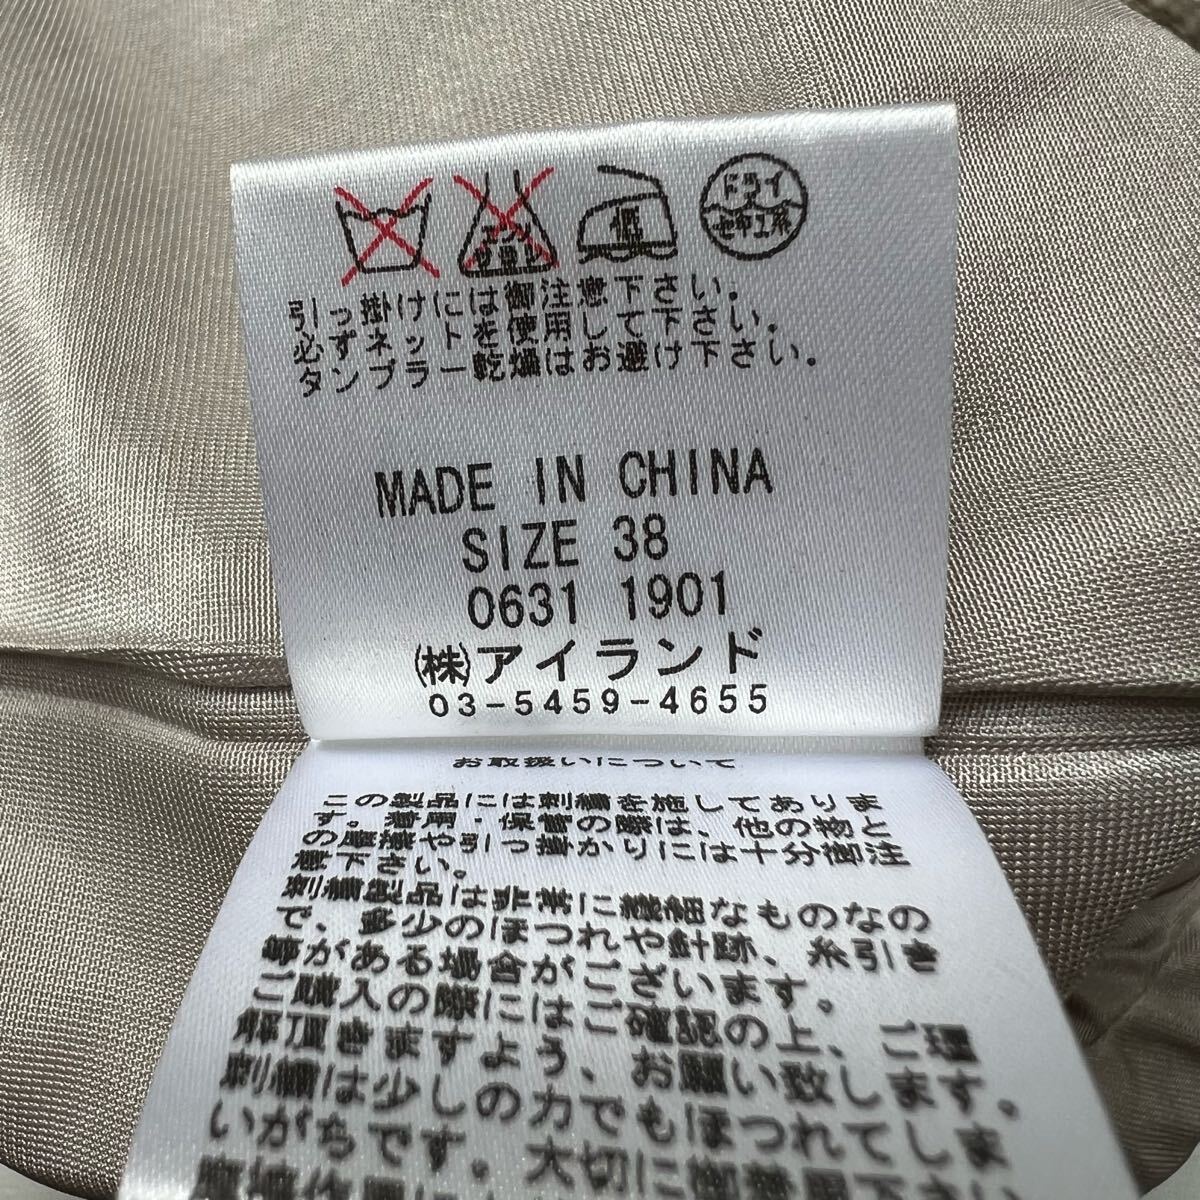 エンソサラシ
低
ドライ
セキユ系
引っ掛けには御注意下さい。
必ずネットを使用して下さい。
タンブラー乾燥はお避け下さい。
MADE IN CHINA
SIZE 38
0631 1901
㈱アイランド
03-5459-4655
お取扱いについて
この製品には刺繍を施してありま
す。着用・保管の際は、他の物と
の摩擦や引っ掛かりには十分御注
意下さい。
刺繍製品は非常に繊細なものなの
で、多少のほつれや針跡、糸引き
等がある場合がございます。
ご購入の際にはご確認の上、ご理
解頂きますよう、お願い致します。
刺繍は少しの力でもほつれてしま
いがちです。大切に御着